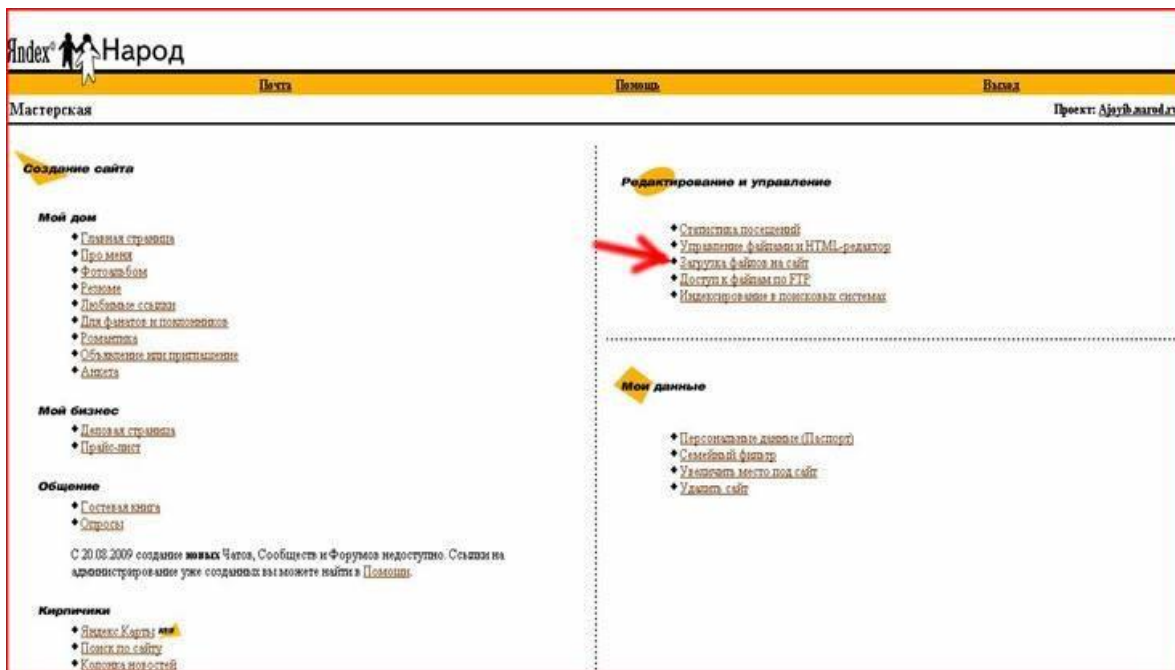 Яndex® Народ
Почта Помощь Выход
Мастерская
Проект: Ajayib.narod.ru
Создание сайта
Мой дом
Главная страница
Про меня
Фотоальбом
Резюме
Любимые ссылки
Для фанатов и поклонников
Романтика
Объявление или приглашение
Анкета
Мой бизнес
Деловая страница
Прайс-лист
Общение
Гостевая книга
Опросы
С 20.08.2009 создание новых Чатов, Сообществ и Форумов недоступно. Ссылки на
администрирование уже созданных вы можете найти в Помощи.
Кирпичики
Яндекс.Карты
Поиск по сайту
Колонка новостей
Редактирование и управление
Статистика посещений
Управление файлами и HTML-редактор
Загрузка файлов на сайт
Доступ к файлам по FTP
Индексирование в поисковых системах
Мои данные
Персональные данные (Паспорт)
Семейный фильтр
Увеличить место под сайт
Удалить сайт